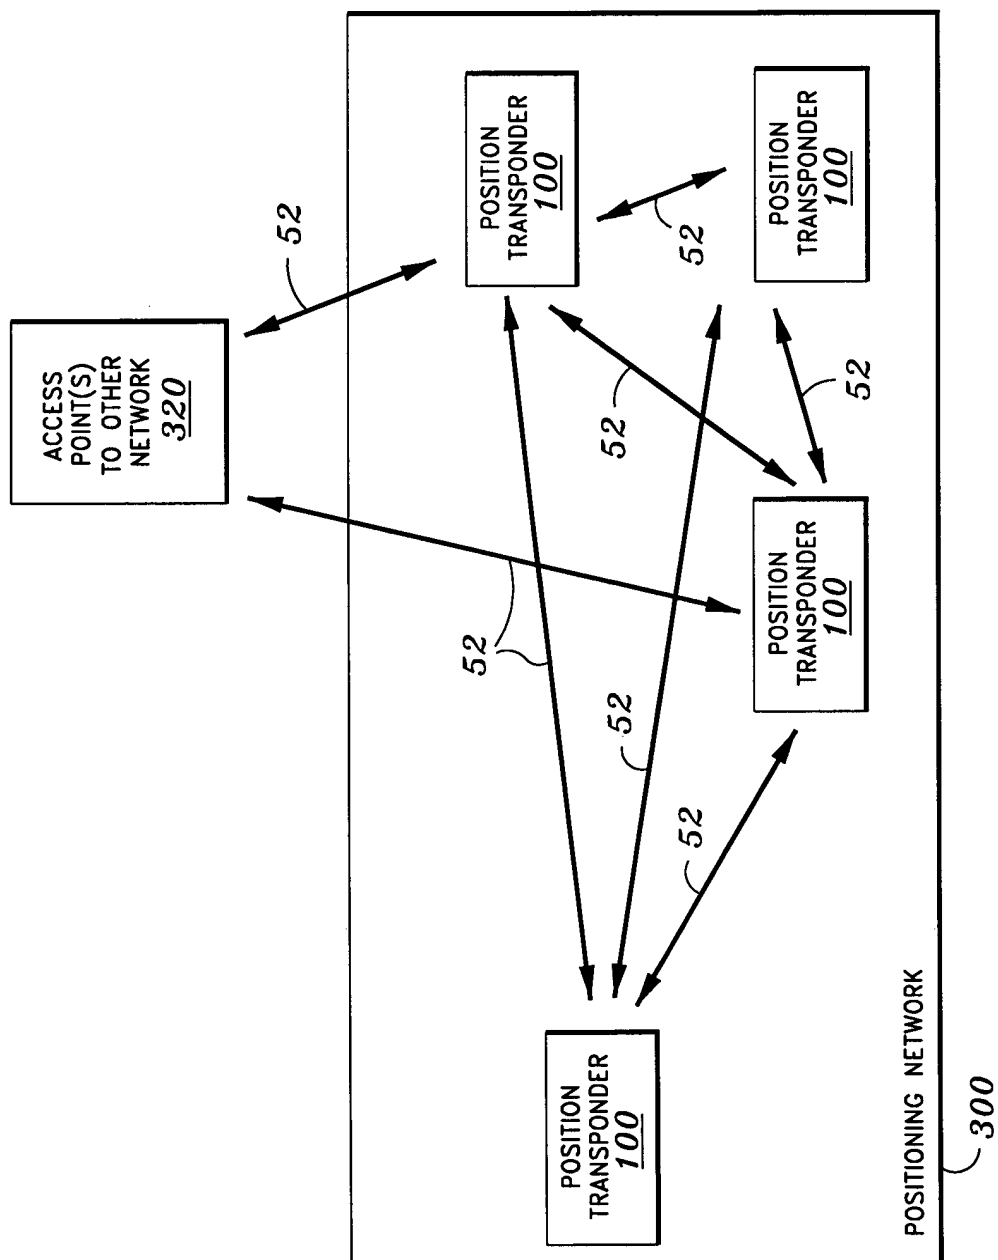 ACCESS
POINT(S)
TO OTHER
NETWORK
320
52
POSITION
TRANSPONDER
100
52
POSITION
TRANSPONDER
100
52
52
52
52
POSITION
TRANSPONDER
100
52
POSITION
TRANSPONDER
100
POSITIONING NETWORK
300